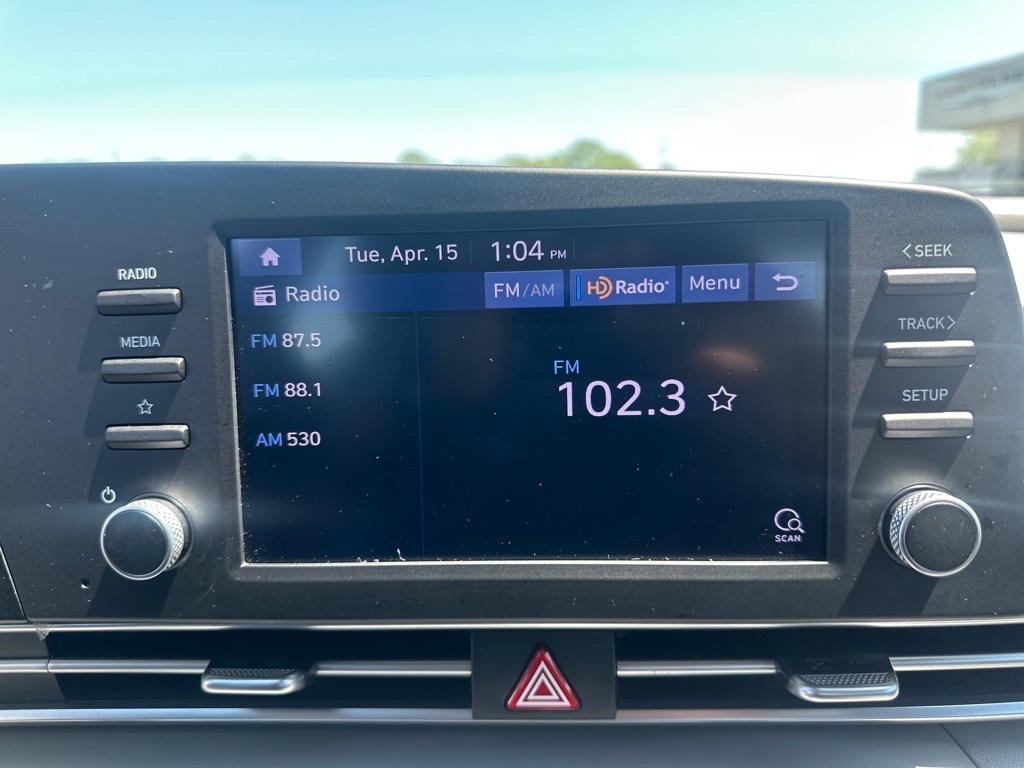 RADIO
MEDIA
Tue, Apr. 15 1:04 PM
Radio FM/AM HD Radio® Menu
FM 87.5
FM 88.1
AM 530
FM
102.3
SCAN
<SEEK
TRACK>
SETUP